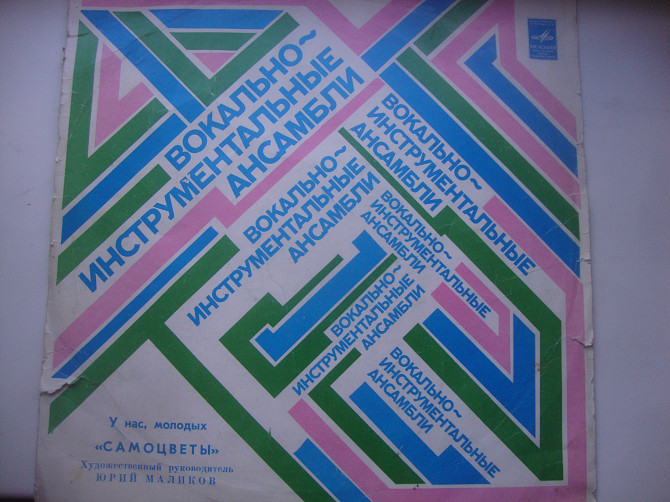 ВОКАЛЬНО~
ИНСТРУМЕНТАЛЬНЫЕ
АНСАМБЛИ
ВОКАЛЬНО~
ИНСТРУМЕНТАЛЬНЫЕ
АНСАМБЛИ
ВОКАЛЬНО~
ИНСТРУМЕНТАЛЬНЫЕ
АНСАМБЛИ
ВОКАЛЬНО~
ИНСТРУМЕНТАЛЬНЫЕ
АНСАМБЛИ
ВОКАЛЬНО~
ИНСТРУМЕНТАЛЬНЫЕ
АНСАМБЛИ
ВОКАЛЬНО~
ИНСТРУМЕНТАЛЬНЫЕ
АНСАМБЛИ
У нас, молодых
«САМОЦВЕТЫ»
Художественный руководитель
ЮРИЙ МАЛИКОВ